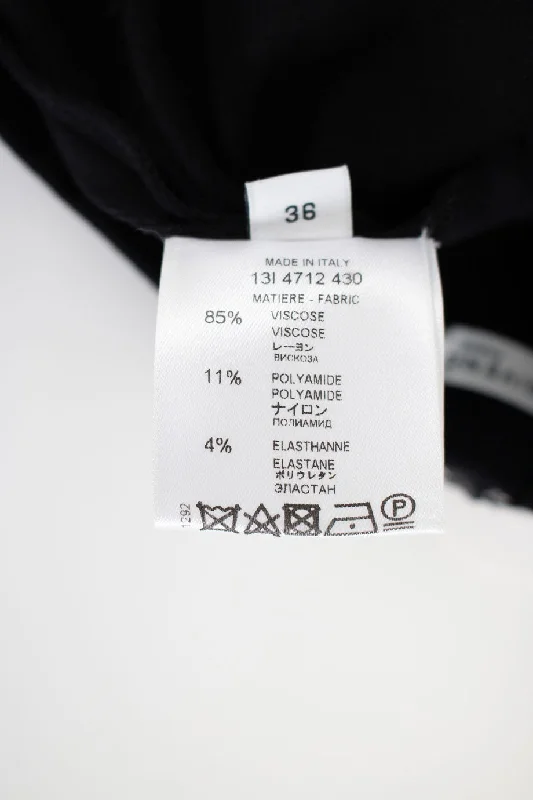 36
MADE IN ITALY
13I 4712 430
MATIERE - FABRIC
85% VISCOSE
VISCOSE
レーヨン
ВИСКОЗА
11% POLYAMIDE
POLYAMIDE
ナイロン
ПОЛИАМИД
4% ELASTHANNE
ELASTANE
ポリウレタン
ЭЛАСТАН
1292
P